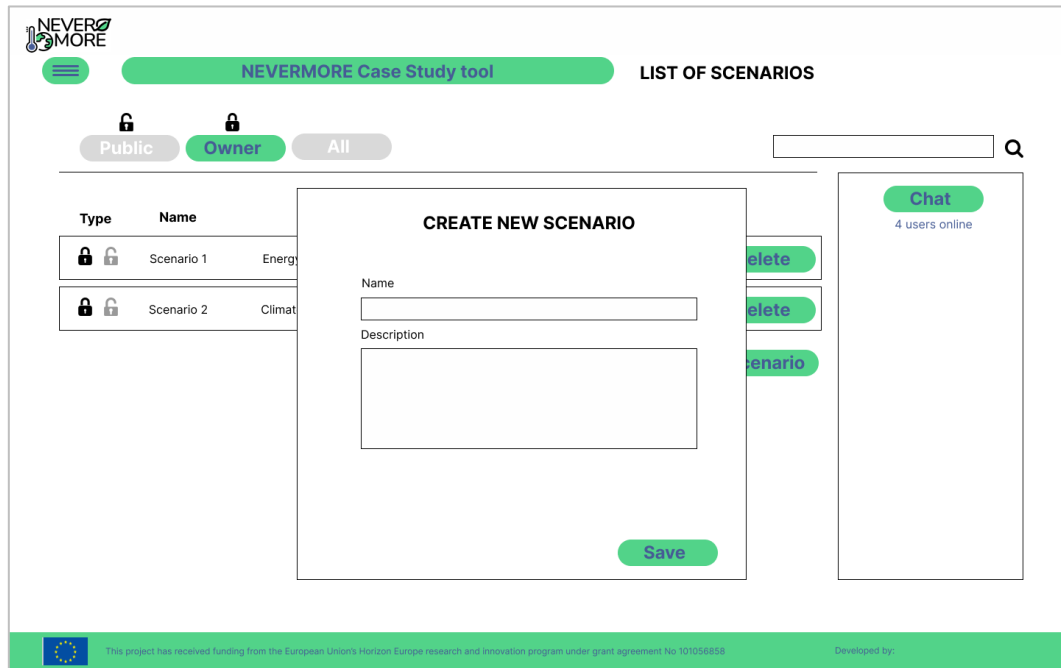 NEVER
MORE
NEVERMORE Case Study tool
LIST OF SCENARIOS
Public
Owner
All
Type
Name
Scenario 1
Energy
elete
Scenario 2
Climat
elete
cenario
CREATE NEW SCENARIO
Name
Description
Save
Chat
4 users online
This project has received funding from the European Union's Horizon Europe research and innovation program under grant agreement No 101056858
Developed by: